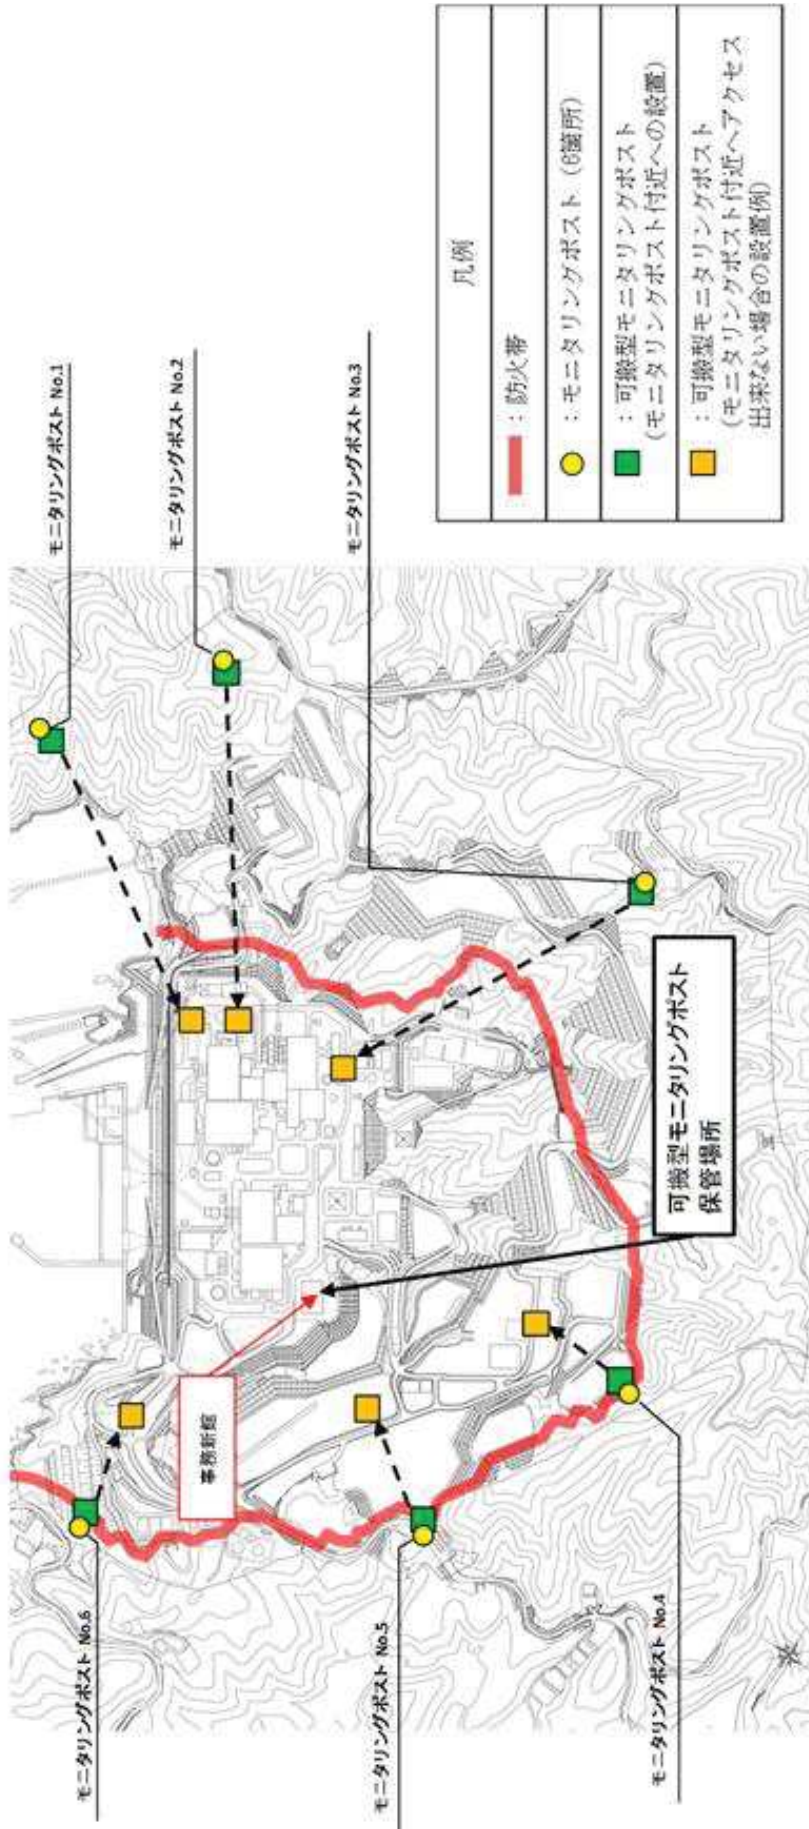 モニタリングポスト No.6
モニタリングポスト No.5
モニタリングポスト No.4
事務新館
可搬型モニタリングポスト
保管場所
モニタリングポスト No.1
モニタリングポスト No.2
モニタリングポスト No.3
凡例
：防火帯
：モニタリングポスト（6箇所）
：可搬型モニタリングポスト
（モニタリングポスト付近への設置）
：可搬型モニタリングポスト
（モニタリングポスト付近へアクセス
出来ない場合の設置例）